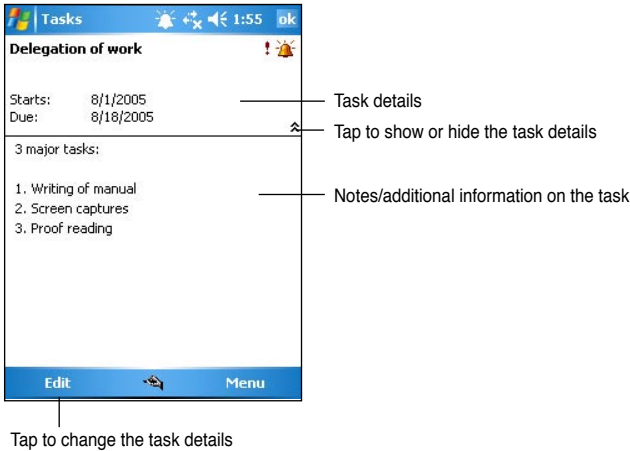 Tasks 1:55 ok
Delegation of work !
Starts: 8/1/2005
Due: 8/18/2005
Task details
Tap to show or hide the task details
3 major tasks:
1. Writing of manual
2. Screen captures
3. Proof reading
Notes/additional information on the task
Edit Menu
Tap to change the task details